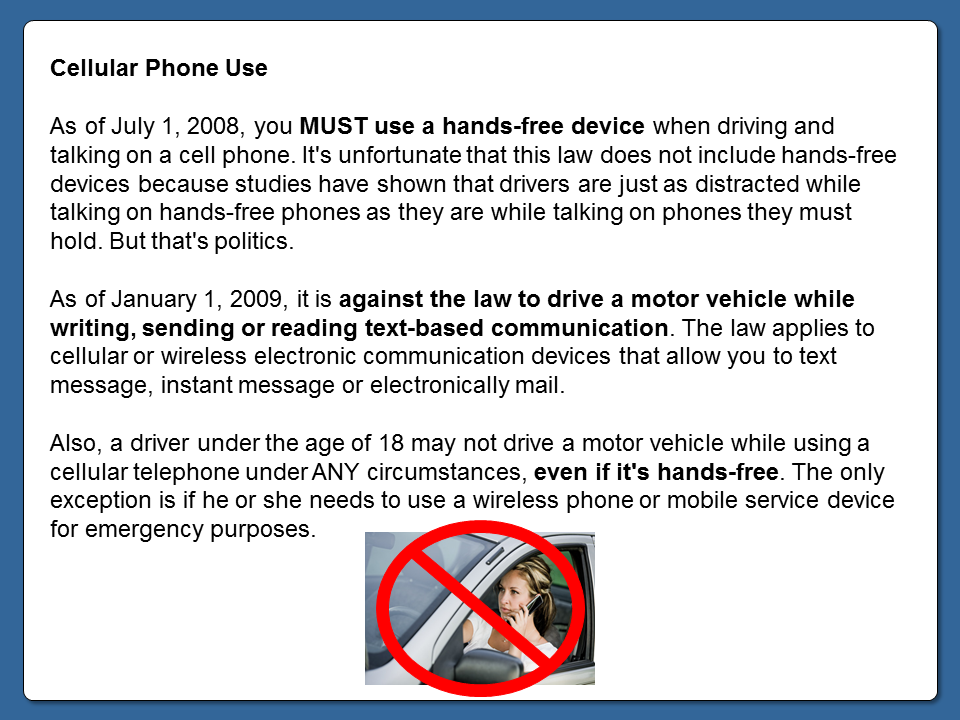 Cellular Phone Use
As of July 1, 2008, you MUST use a hands-free device when driving and
talking on a cell phone. It's unfortunate that this law does not include hands-free
devices because studies have shown that drivers are just as distracted while
talking on hands-free phones as they are while talking on phones they must
hold. But that's politics.
As of January 1, 2009, it is against the law to drive a motor vehicle while
writing, sending or reading text-based communication. The law applies to
cellular or wireless electronic communication devices that allow you to text
message, instant message or electronically mail.
Also, a driver under the age of 18 may not drive a motor vehicle while using a
cellular telephone under ANY circumstances, even if it's hands-free. The only
exception is if he or she needs to use a wireless phone or mobile service device
for emergency purposes.